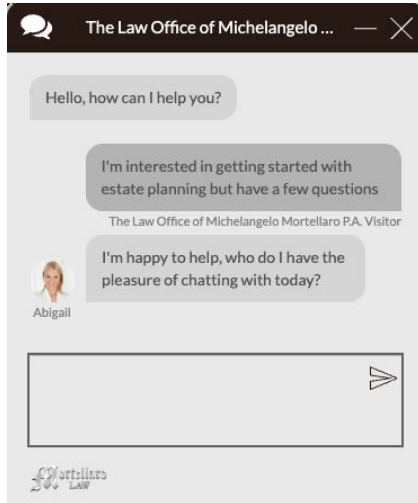 The Law Office of Michelangelo ...
Hello, how can I help you?
I'm interested in getting started with
estate planning but have a few questions
The Law Office of Michelangelo Mortellaro P.A. Visitor
I'm happy to help, who do I have the
pleasure of chatting with today?
Abigail
Mortellaro
LAW